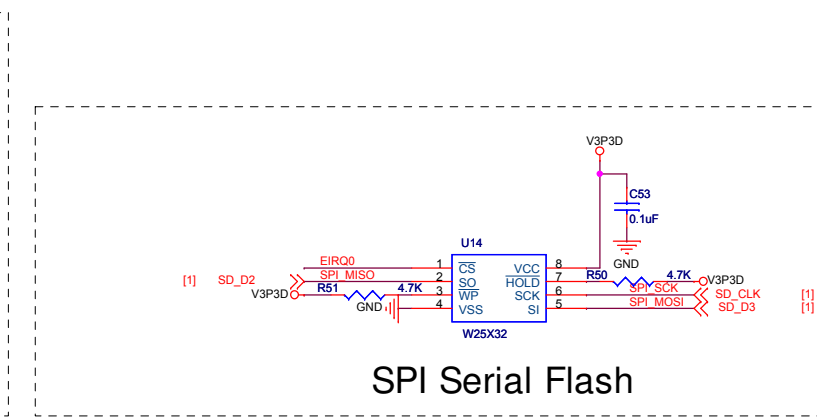 V3P3D
C53
0.1uF
GND
U14
EIRQ0 1 CS VCC 8
[1] SD_D2 SPI_MISO 2 SO HOLD 7 R50 4.7K V3P3D
V3P3D R51 4.7K 3 WP SCK 6 SPI_SCK SD_CLK [1]
GND 4 VSS SI 5 SPI_MOSI SD_D3 [1]
W25X32
SPI Serial Flash